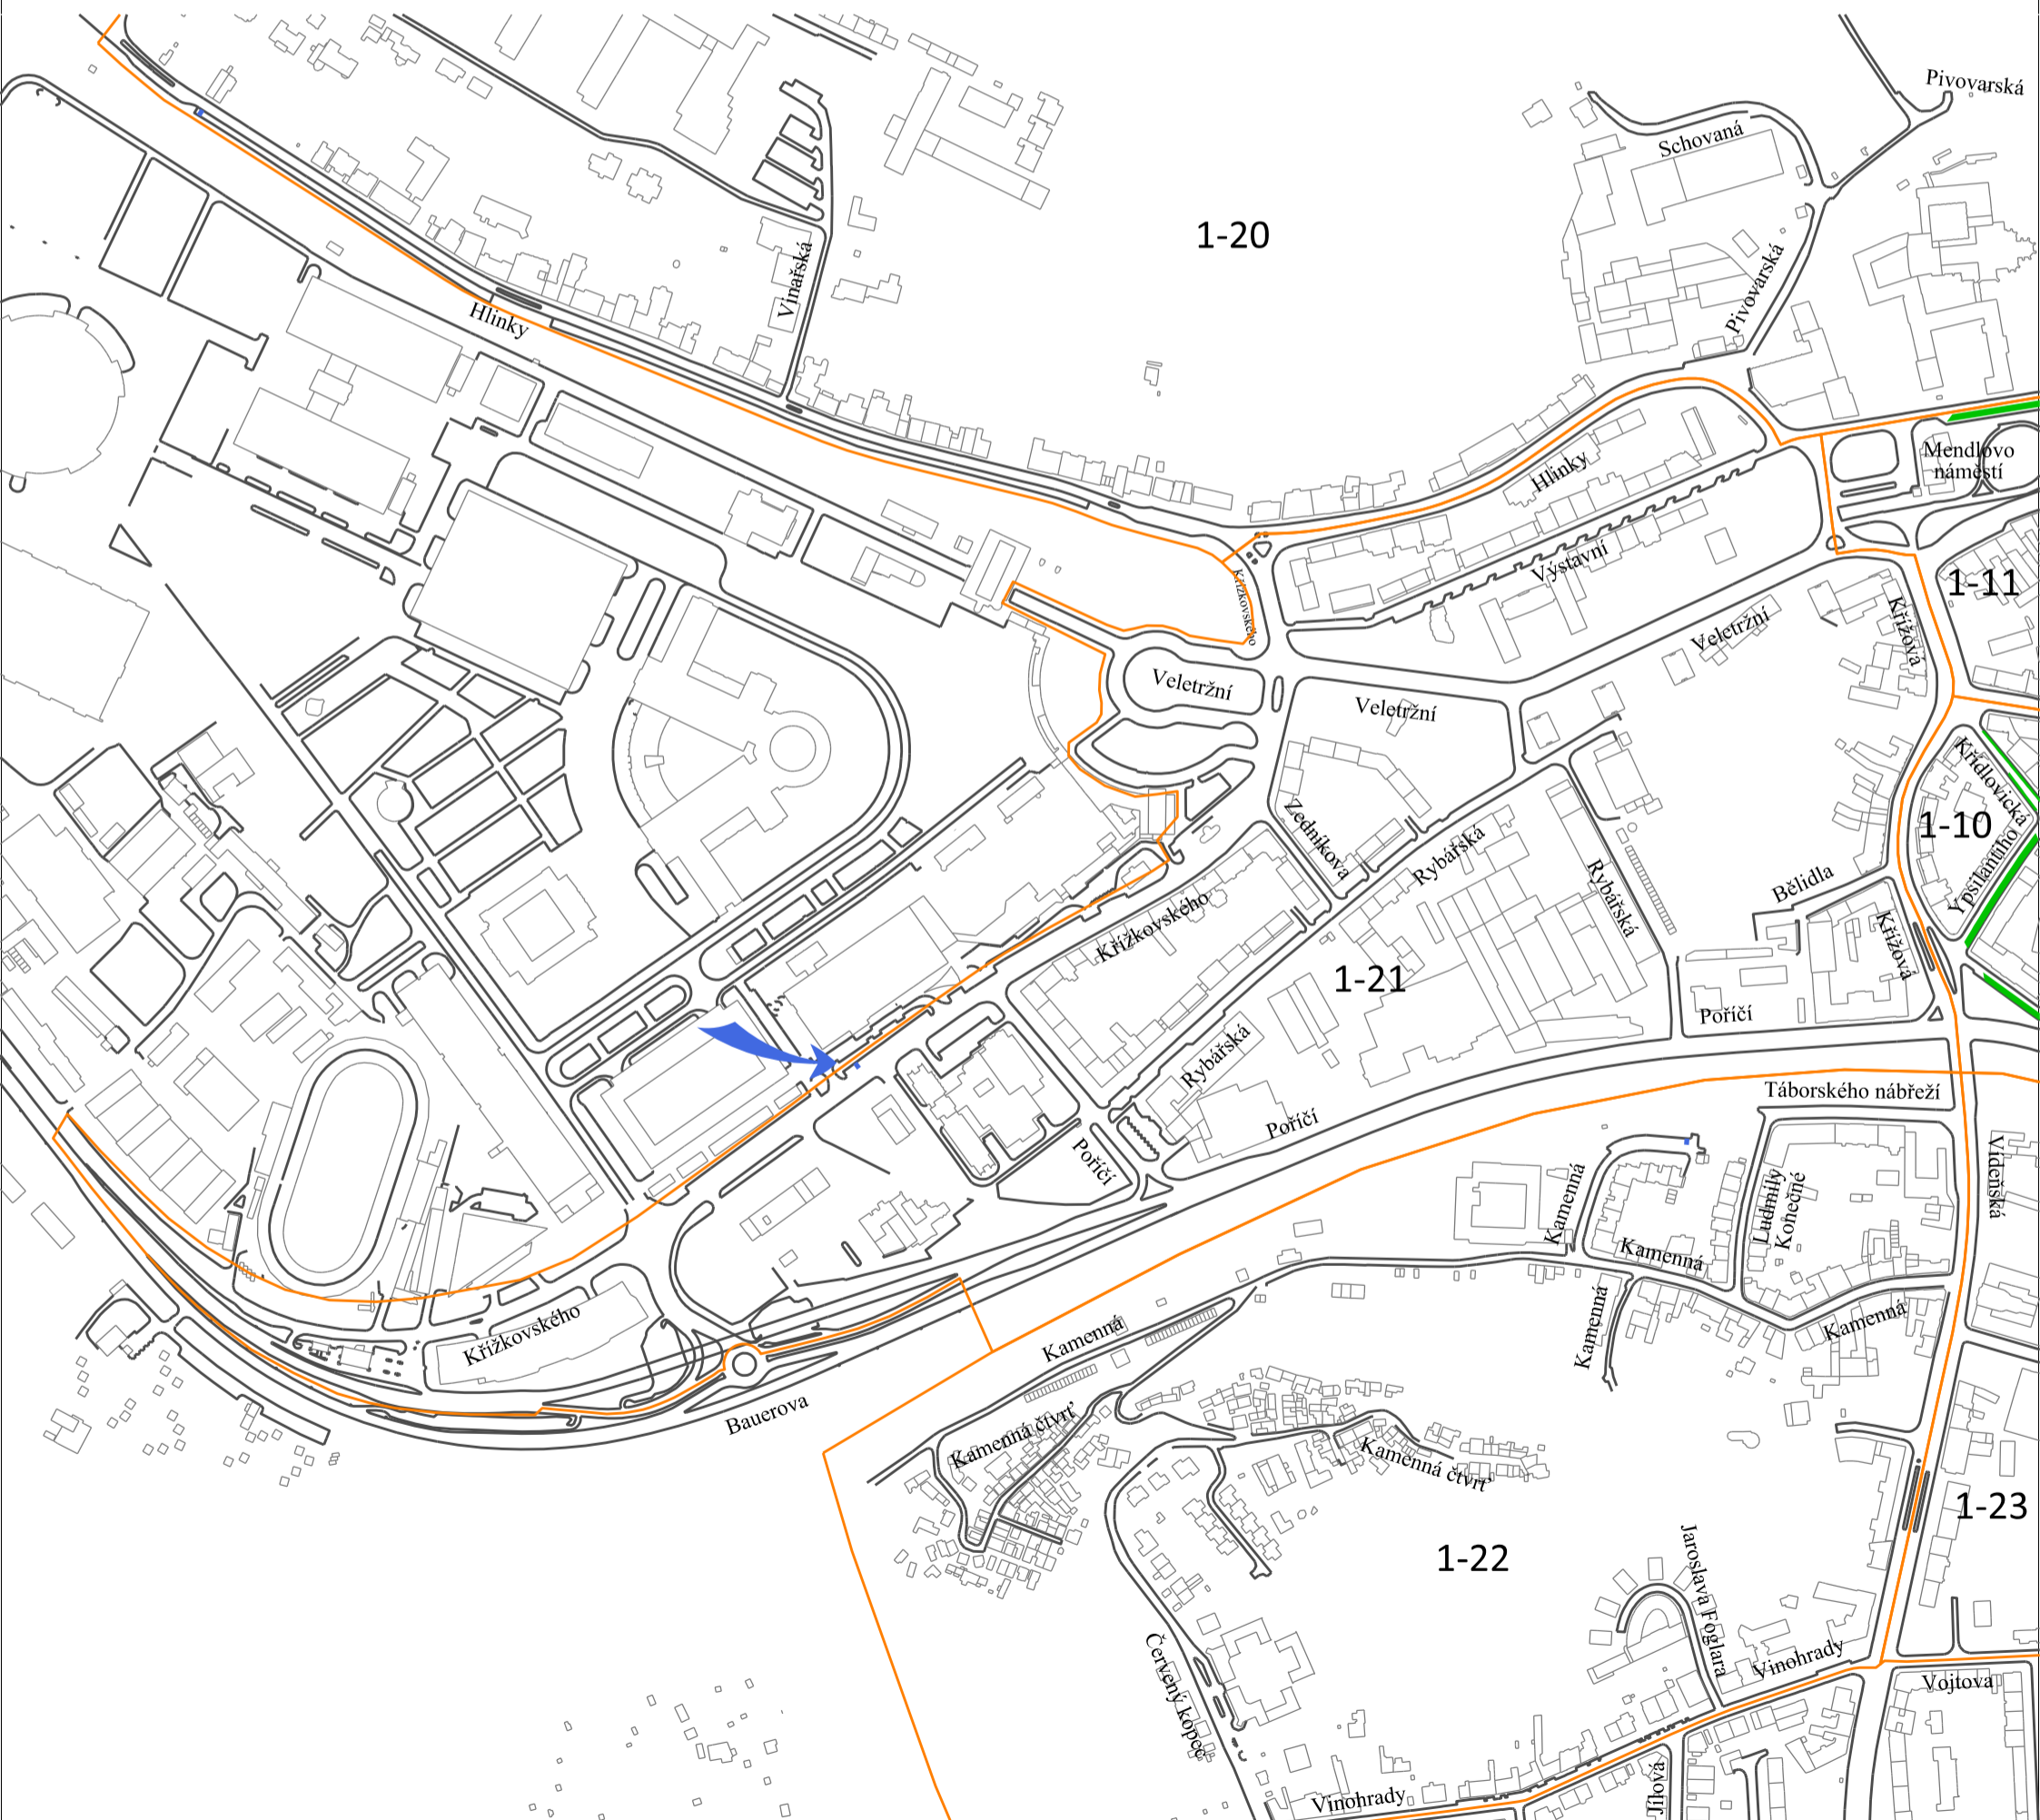 Pivovarská
Schovaná
1-20
Vinařská
Pivovarská
Hlinky
Mendlovo
náměstí
Hlinky
Výstavní
1-11
Křížkovského
Křížová
Veletržní
Veletržní
Veletržní
Křídlovická
Zedníkova
1-10
Rybářská
Ypsilantiho
Rybářská
Bělidla
Křížkovského
Křížová
1-21
Poříčí
Rybářská
Táborského nábřeží
Poříčí
Poříčí
Vídeňská
Kamenná
Ludmily
Konečné
Kamenná
Křížkovského
Kamenná
Kamenná
Kamenná
Bauerova
Kamenná čtvrť
Kamenná čtvrť
1-23
1-22
Jaroslava Foglara
Červený kopec
Vinohrady
Vojtova
Vinohrady
Jílová